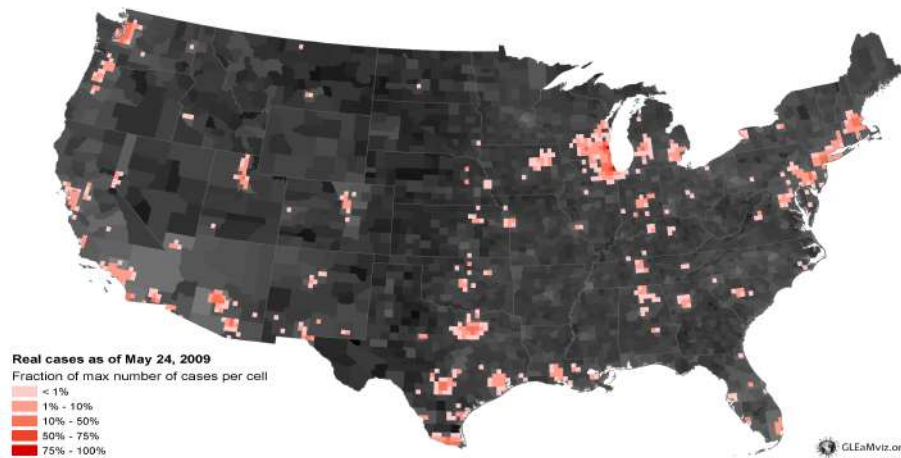 Real cases as of May 24, 2009
Fraction of max number of cases per cell
< 1%
1% - 10%
10% - 50%
50% - 75%
75% - 100%
GLEaMviz.or